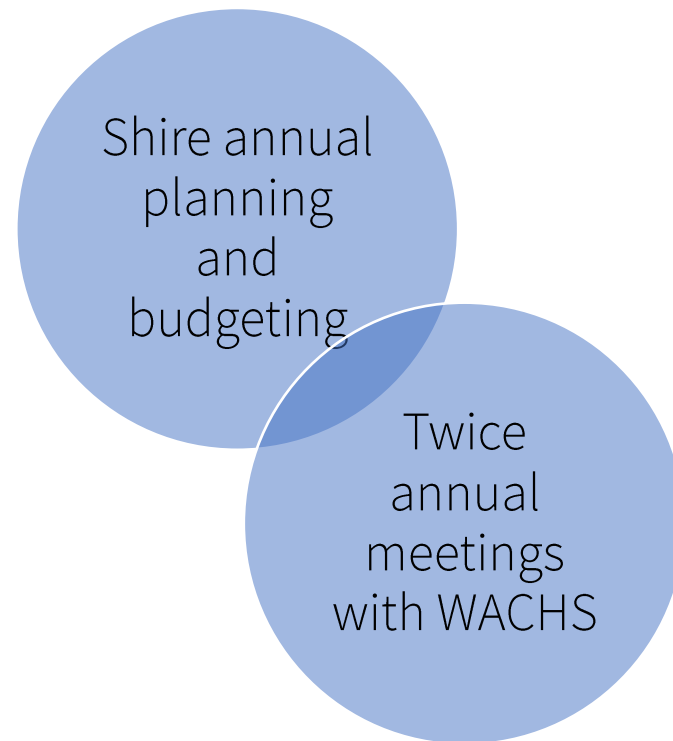 Shire annual
planning
and
budgeting
Twice
annual
meetings
with WACHS